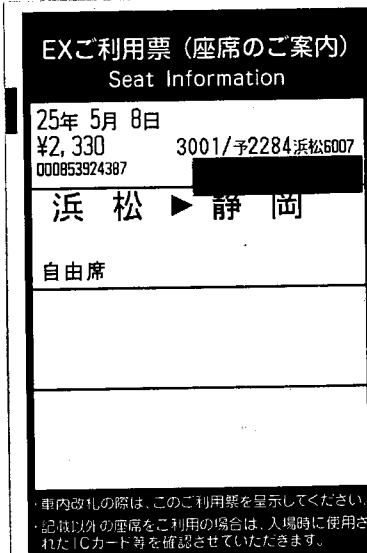 EXご利用票（座席のご案内）
Seat Information
25年 5月 8日
¥2,330 3001/予2284浜松6007
000853924387
浜 松 ▶ 静 岡
自由席
・車内改札の際は、このご利用票を呈示してください。
・記載以外の座席をご利用の場合は、入場時に使用さ
れたICカード等を確認させていただきます。